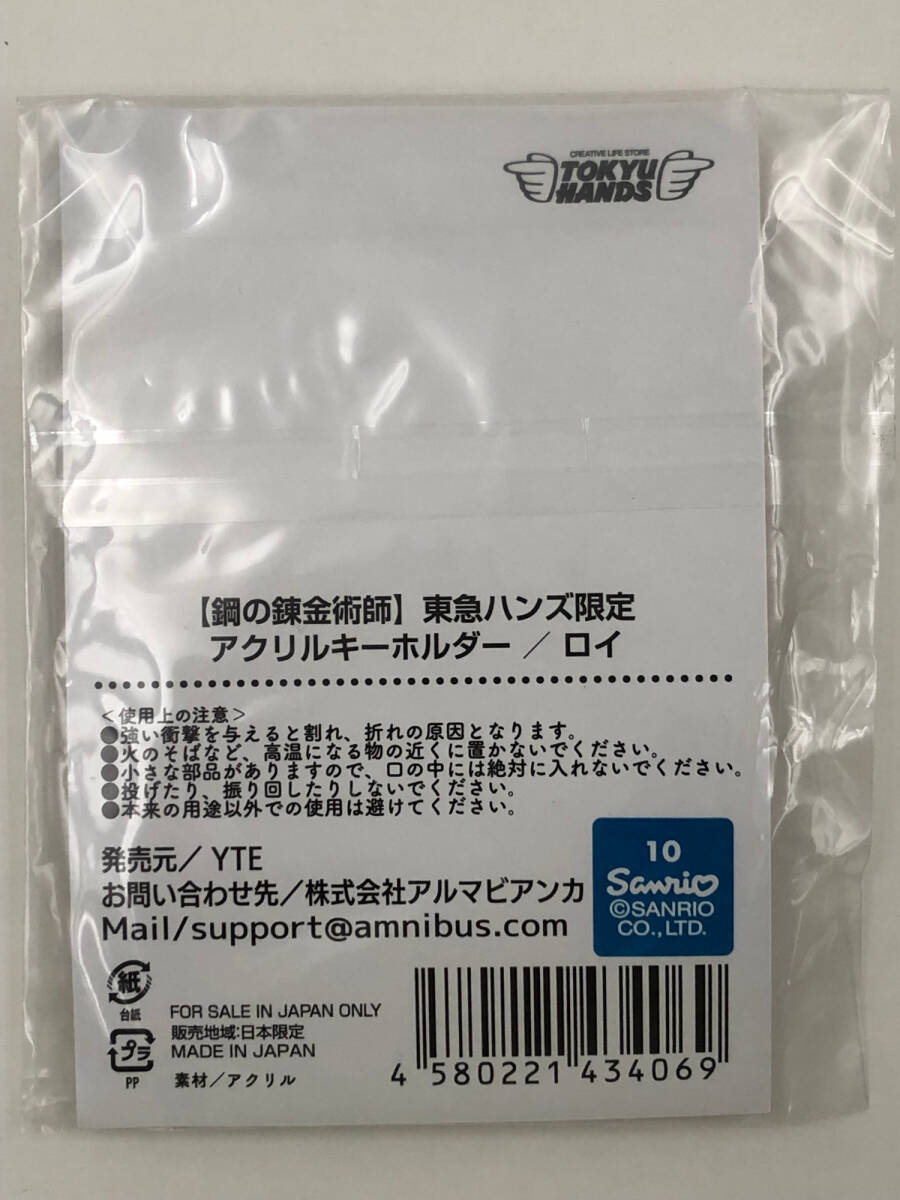 CREATIVE LIFE STORE
TOKYU
HANDS
【鋼の錬金術師】東急ハンズ限定
アクリルキーホルダー ／ ロイ
＜使用上の注意＞
●強い衝撃を与えると割れ、折れの原因となります。
●火のそばなど、高温になる物の近くに置かないでください。
●小さな部品がありますので、口の中には絶対に入れないでください。
●投げたり、振り回したりしないでください。
●本来の用途以外での使用は避けてください。
発売元／YTE
お問い合わせ先／株式会社アルマビアンカ
Mail/support@amnibus.com
10
Sanrio
©SANRIO
CO.,LTD.
紙
台紙
プラ
PP
FOR SALE IN JAPAN ONLY
販売地域:日本限定
MADE IN JAPAN
素材／アクリル
4 580221 434069